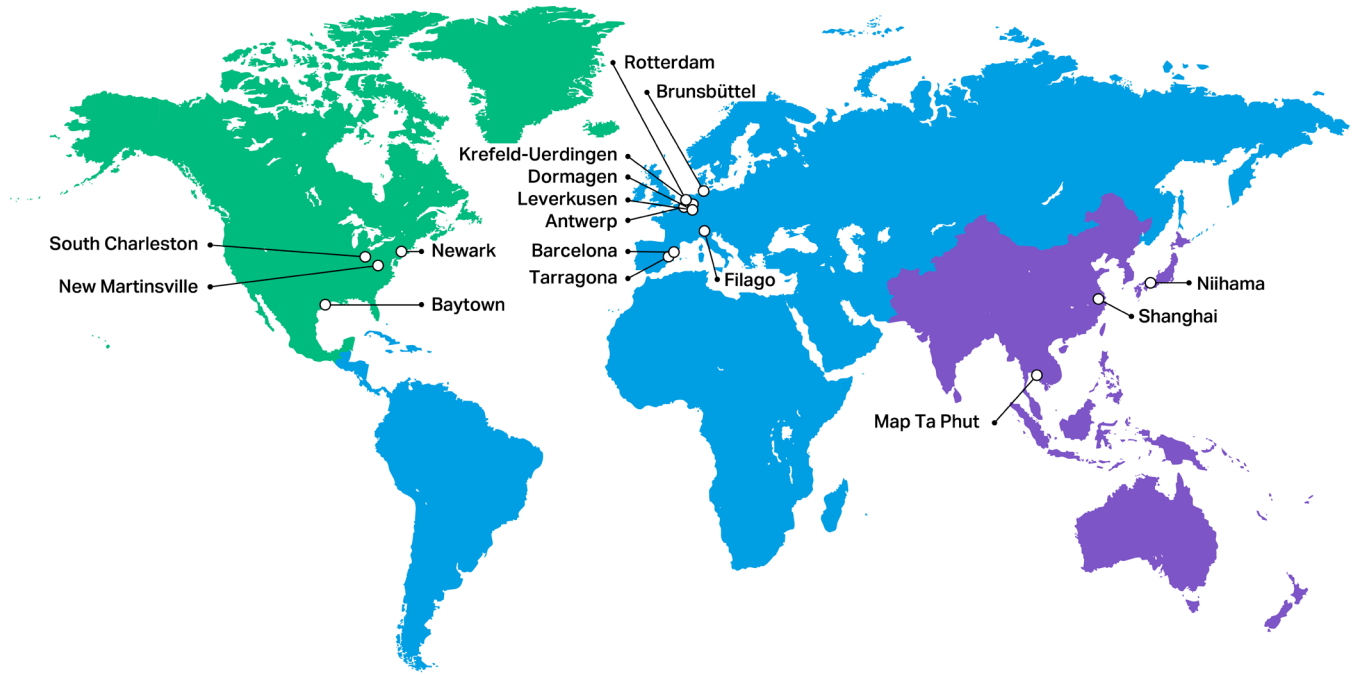 Rotterdam
Brunsbüttel
Krefeld-Uerdingen
Dormagen
Leverkusen
Antwerp
South Charleston
Newark
Barcelona
Tarragona
Filago
New Martinsville
Baytown
Niihama
Shanghai
Map Ta Phut